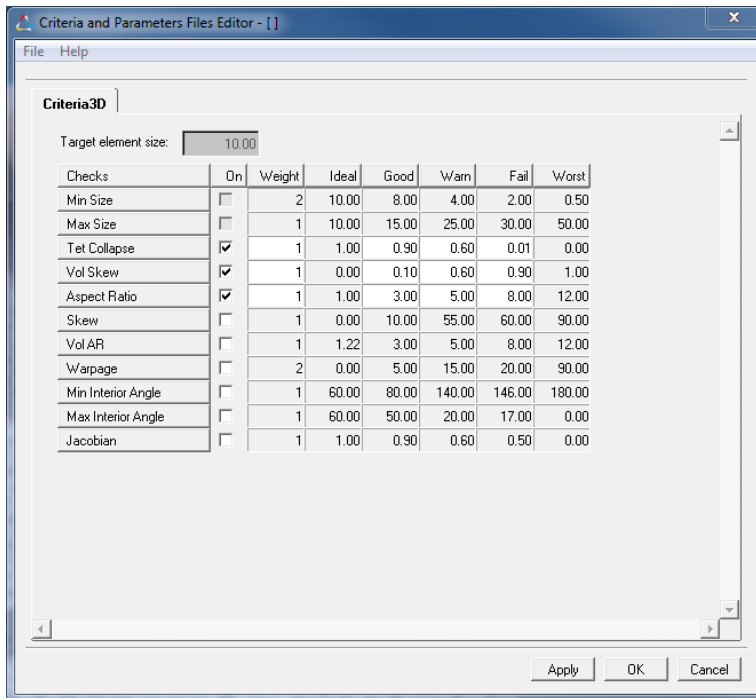 Criteria and Parameters Files Editor - [ ]
X
File Help
Criteria3D
Target element size: 10.00
Checks On Weight Ideal Good Warn Fail Worst
Min Size 2 10.00 8.00 4.00 2.00 0.50
Max Size 1 10.00 15.00 25.00 30.00 50.00
Tet Collapse 1 1.00 0.90 0.60 0.01 0.00
Vol Skew 1 0.00 0.10 0.60 0.90 1.00
Aspect Ratio 1 1.00 3.00 5.00 8.00 12.00
Skew 1 0.00 10.00 55.00 60.00 90.00
Vol AR 1 1.22 3.00 5.00 8.00 12.00
Warpage 2 0.00 5.00 15.00 20.00 90.00
Min Interior Angle 1 60.00 80.00 140.00 146.00 180.00
Max Interior Angle 1 60.00 50.00 20.00 17.00 0.00
Jacobian 1 1.00 0.90 0.60 0.50 0.00
Apply OK Cancel